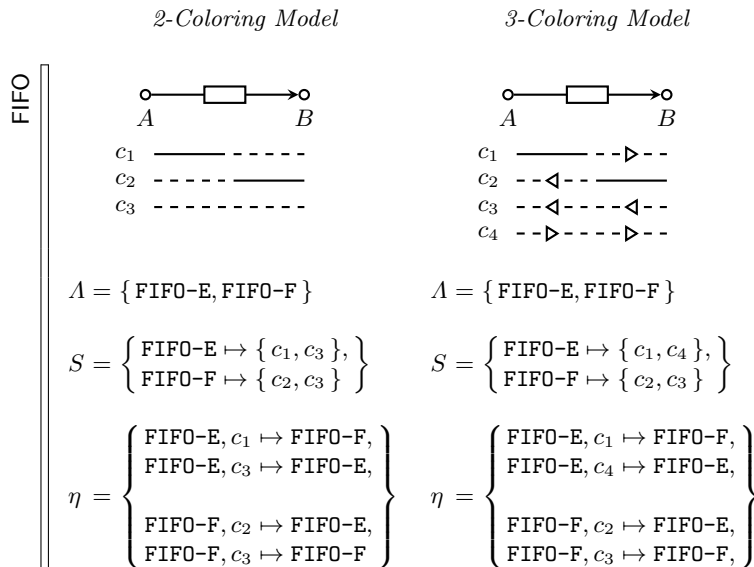 2-Coloring Model 3-Coloring Model
FIFO
A B A B
c₁ c₁
c₂ c₂
c₃ c₃
c₄
Λ = { FIFO-E, FIFO-F } Λ = { FIFO-E, FIFO-F }
S = { FIFO-E ↦ { c₁, c₃ }, S = { FIFO-E ↦ { c₁, c₄ },
FIFO-F ↦ { c₂, c₃ } } FIFO-F ↦ { c₂, c₃ } }
η = { FIFO-E, c₁ ↦ FIFO-F, η = { FIFO-E, c₁ ↦ FIFO-F,
FIFO-E, c₃ ↦ FIFO-E, FIFO-E, c₄ ↦ FIFO-E,
FIFO-F, c₂ ↦ FIFO-E, FIFO-F, c₂ ↦ FIFO-E,
FIFO-F, c₃ ↦ FIFO-F } FIFO-F, c₃ ↦ FIFO-F, }